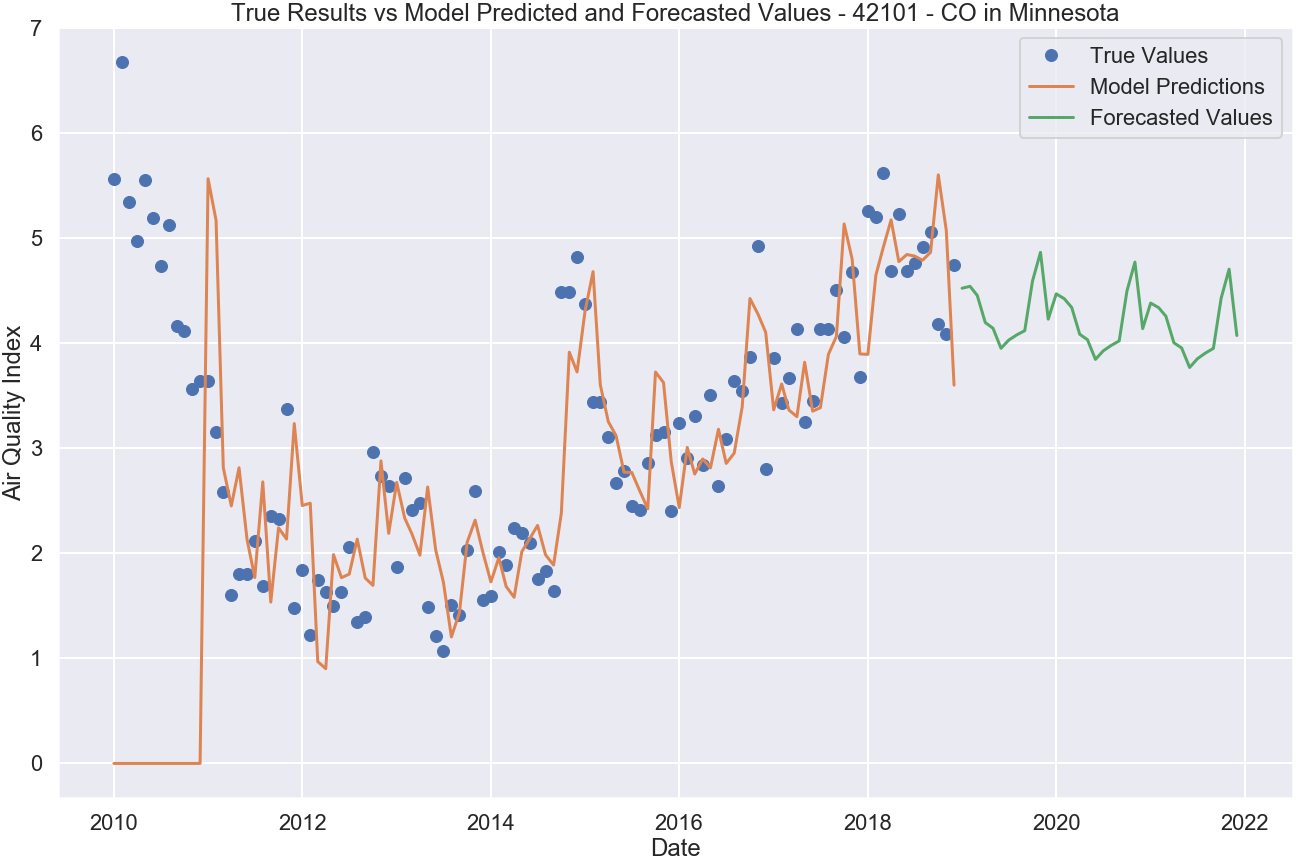 True Results vs Model Predicted and Forecasted Values - 42101 - CO in Minnesota
True Values
Model Predictions
Forecasted Values
Air Quality Index
7
6
5
4
3
2
1
0
2010 2012 2014 2016 2018 2020 2022
Date